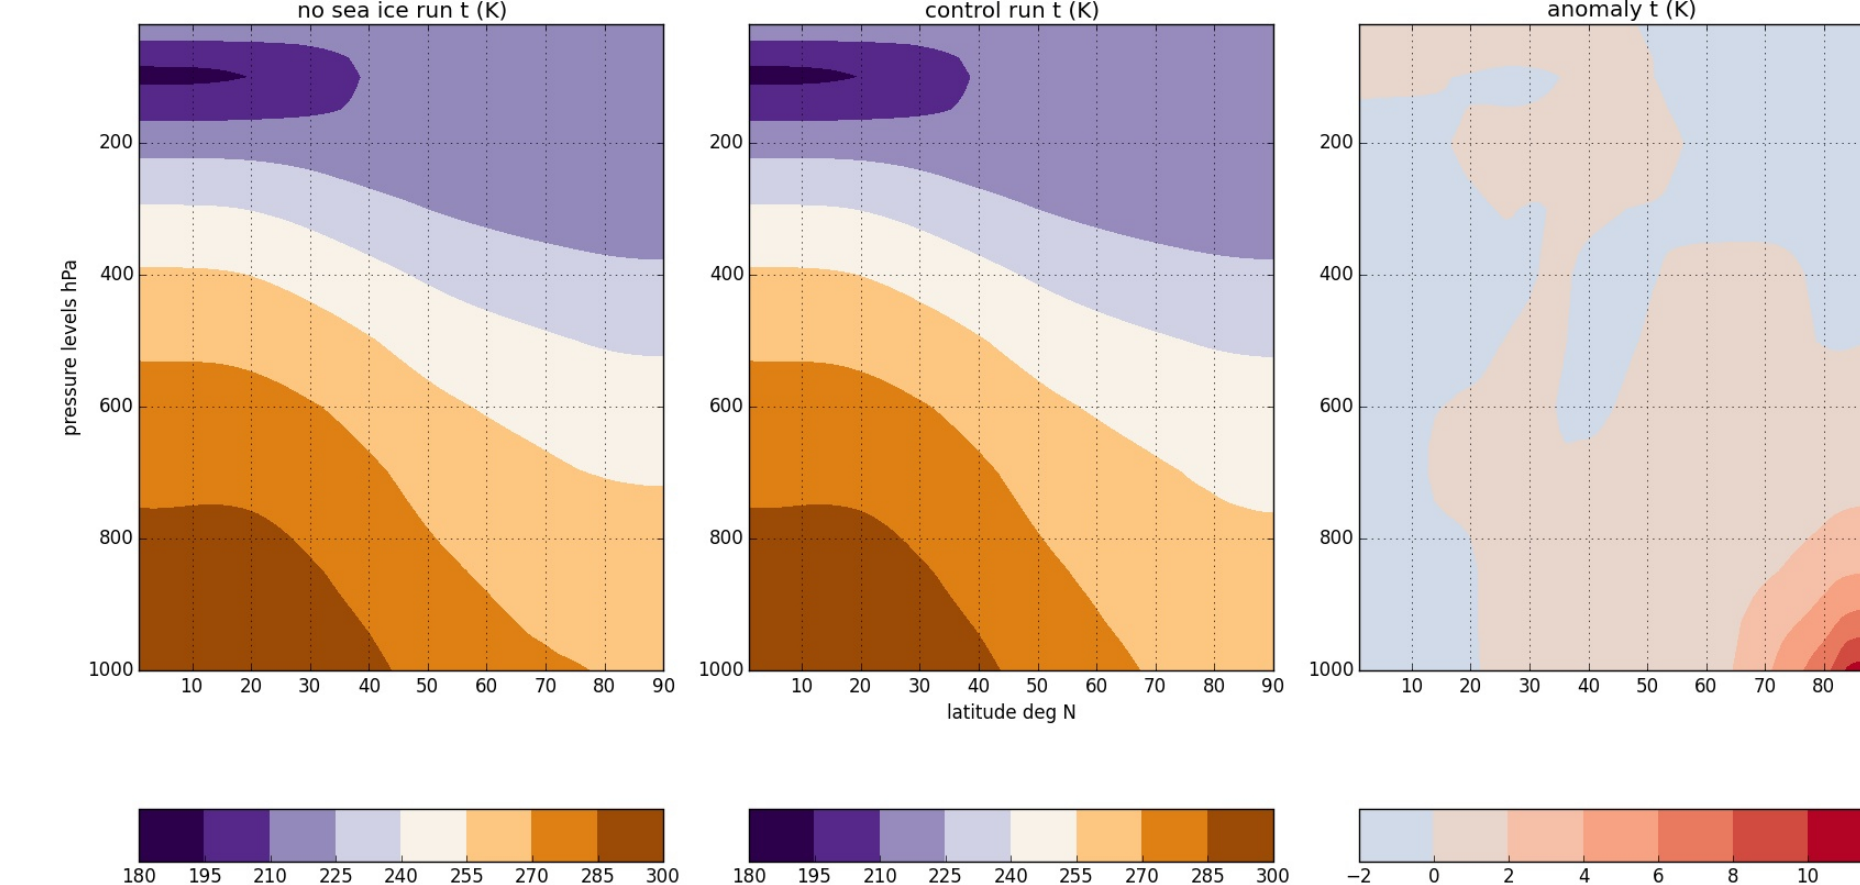 no sea ice run t (K)
control run t (K)
anomaly t (K)
pressure levels hPa
200
400
600
800
1000
10 20 30 40 50 60 70 80 90
200
400
600
800
1000
10 20 30 40 50 60 70 80 90
latitude deg N
200
400
600
800
1000
10 20 30 40 50 60 70 80
180 195 210 225 240 255 270 285 300
180 195 210 225 240 255 270 285 300
−2 0 2 4 6 8 10